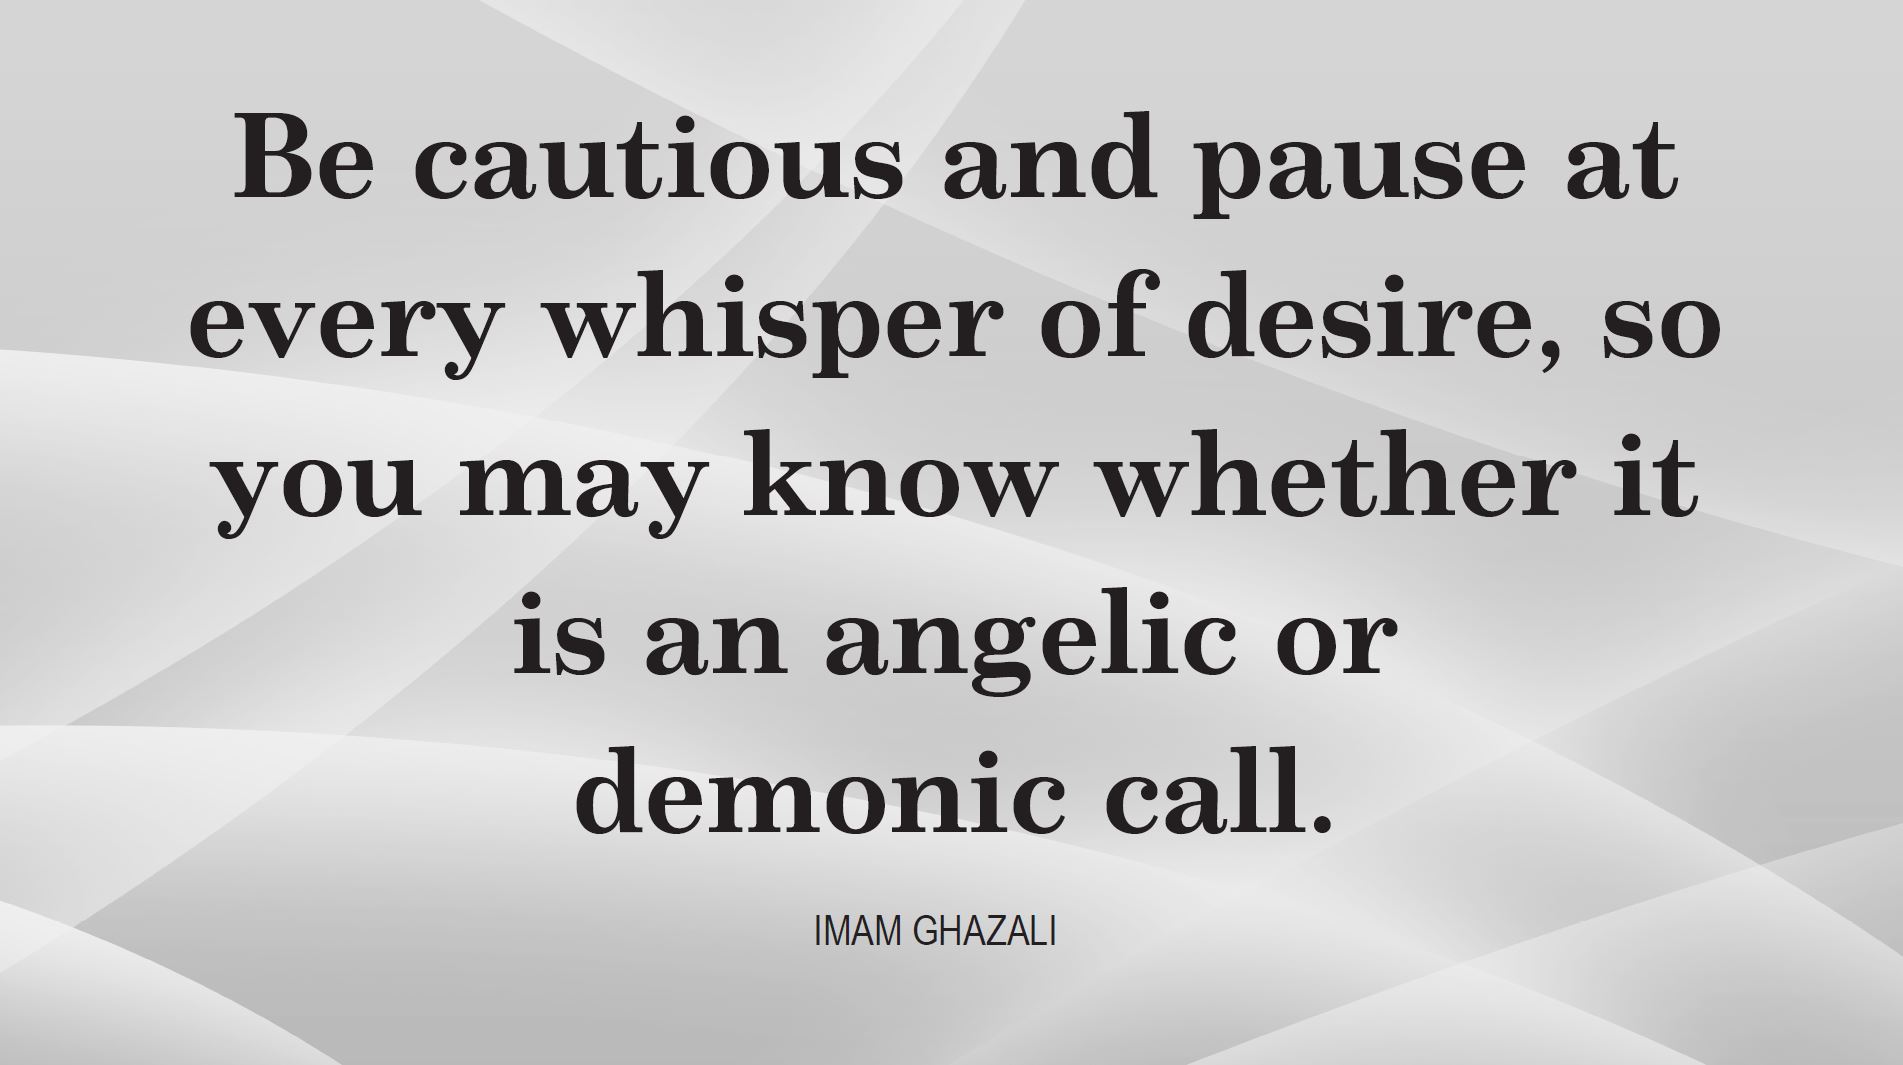 Be cautious and pause at
every whisper of desire, so
you may know whether it
is an angelic or
demonic call.
IMAM GHAZALI